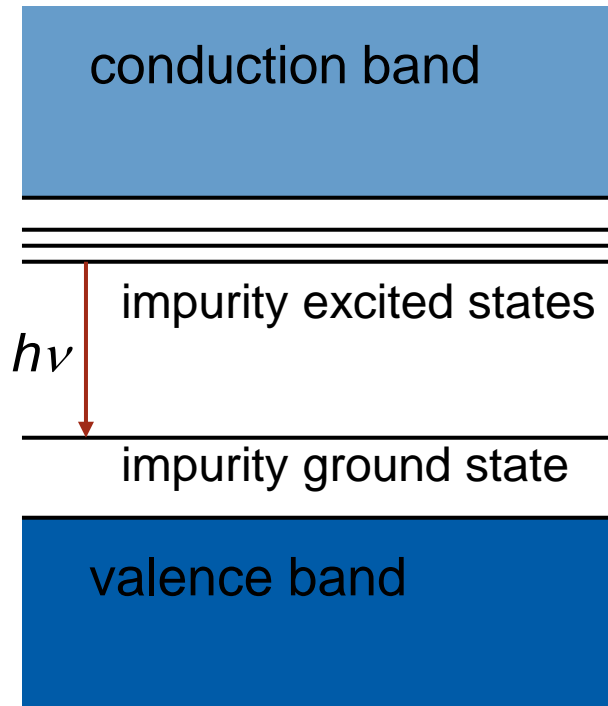 conduction band
impurity excited states
hν
impurity ground state
valence band